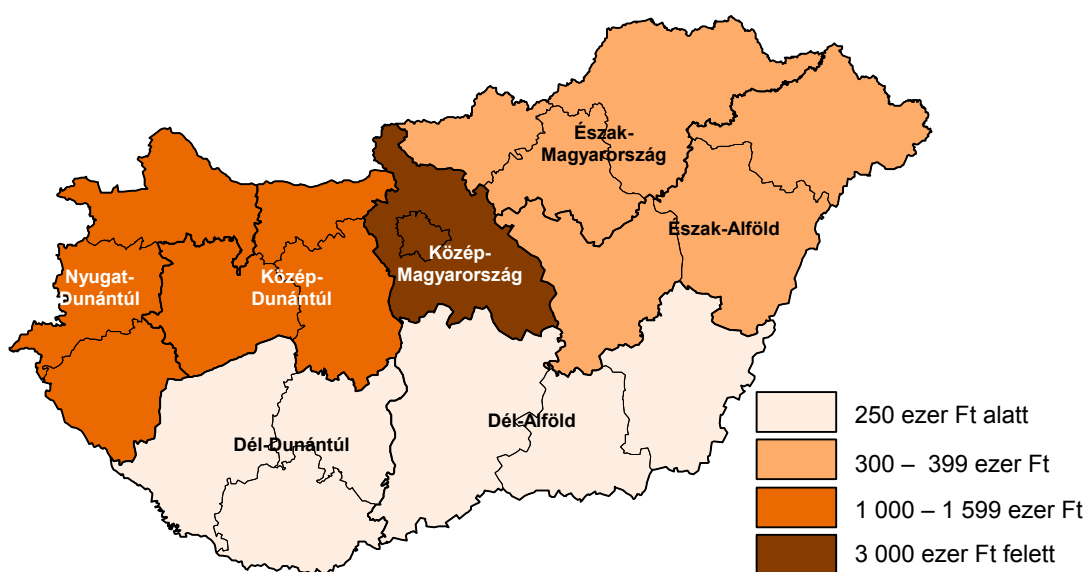 Észak-
Magyarország
Észak-Alföld
Közép-
Magyarország
Nyugat-
Dunántúl
Közép-
Dunántúl
Dél-Alföld
Dél-Dunántúl
250 ezer Ft alatt
300 – 399 ezer Ft
1 000 – 1 599 ezer Ft
3 000 ezer Ft felett